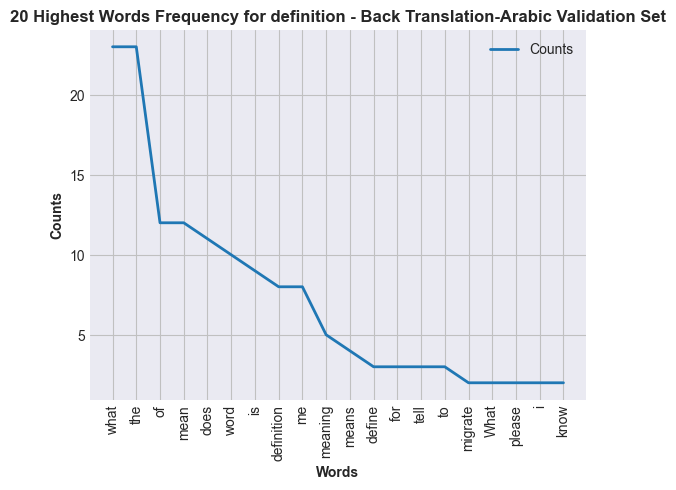 20 Highest Words Frequency for definition - Back Translation-Arabic Validation Set
Counts
20
15
10
5
Counts
what
the
of
mean
does
word
is
definition
me
meaning
means
define
for
tell
to
migrate
What
please
i
know
Words